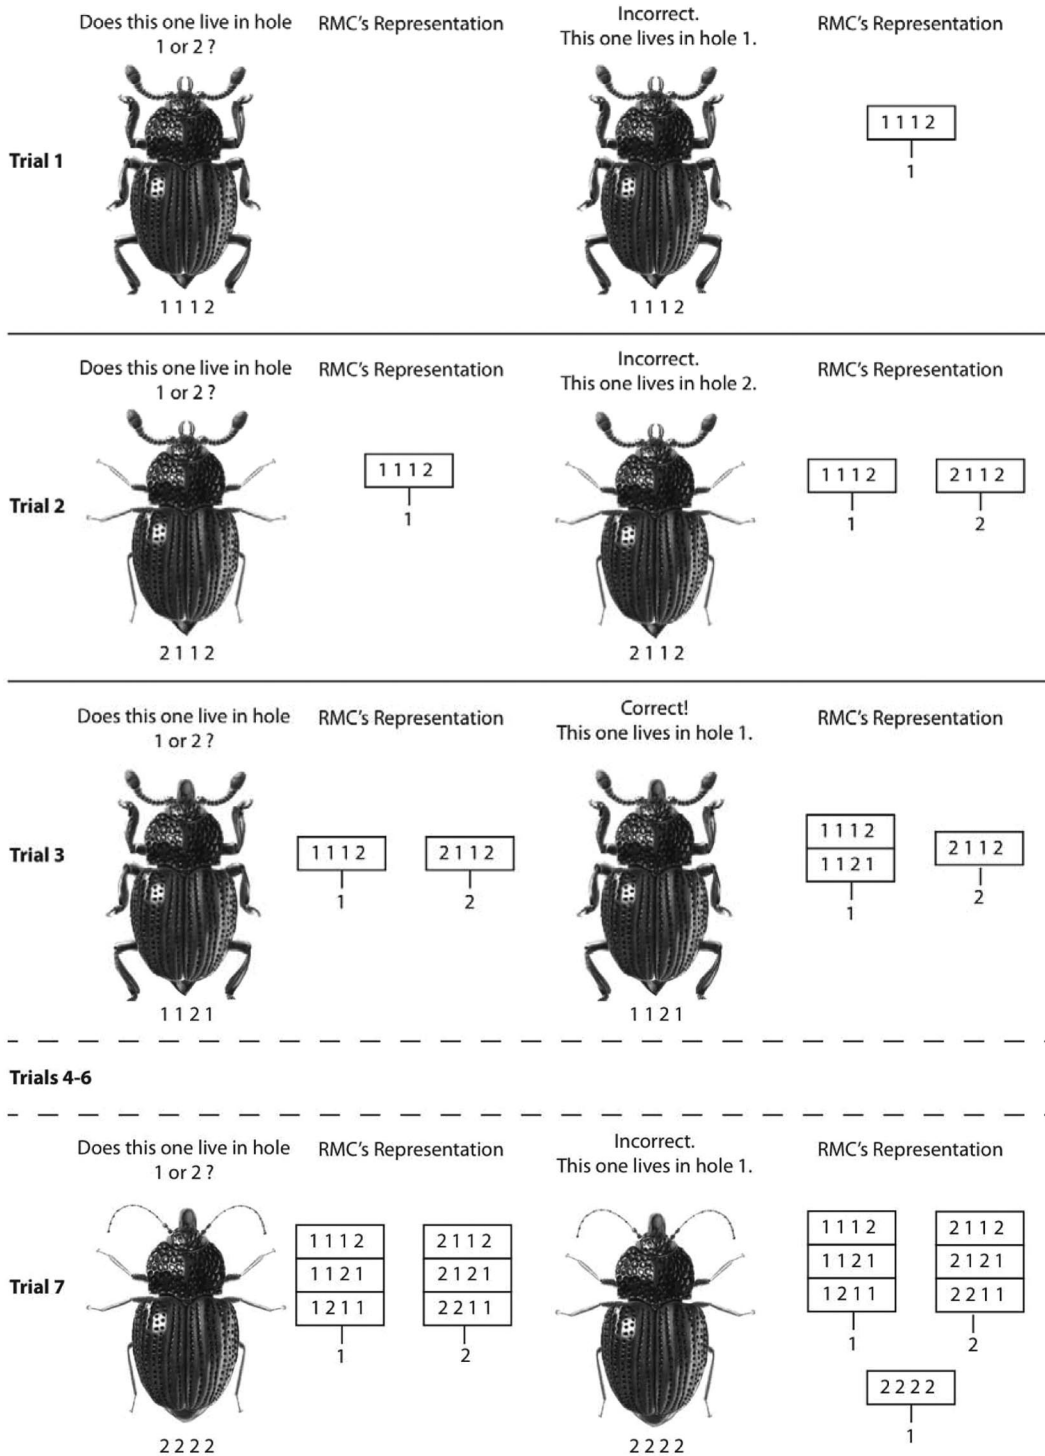 Does this one live in hole
1 or 2 ?
RMC's Representation
Incorrect.
This one lives in hole 1.
RMC's Representation
Trial 1
1 1 1 2
1
1 1 1 2
1 1 1 2
Does this one live in hole
1 or 2 ?
RMC's Representation
Incorrect.
This one lives in hole 2.
RMC's Representation
Trial 2
1 1 1 2
1
1 1 1 2
1
2 1 1 2
2
2 1 1 2
2 1 1 2
Does this one live in hole
1 or 2 ?
RMC's Representation
Correct!
This one lives in hole 1.
RMC's Representation
Trial 3
1 1 1 2
1
2 1 1 2
2
1 1 1 2
1 1 2 1
1
2 1 1 2
2
1 1 2 1
1 1 2 1
Trials 4-6
Does this one live in hole
1 or 2 ?
RMC's Representation
Incorrect.
This one lives in hole 1.
RMC's Representation
Trial 7
1 1 1 2
1 1 2 1
1 2 1 1
1
2 1 1 2
2 1 2 1
2 2 1 1
2
1 1 1 2
1 1 2 1
1 2 1 1
1
2 1 1 2
2 1 2 1
2 2 1 1
2
2 2 2 2
1
2 2 2 2
2 2 2 2